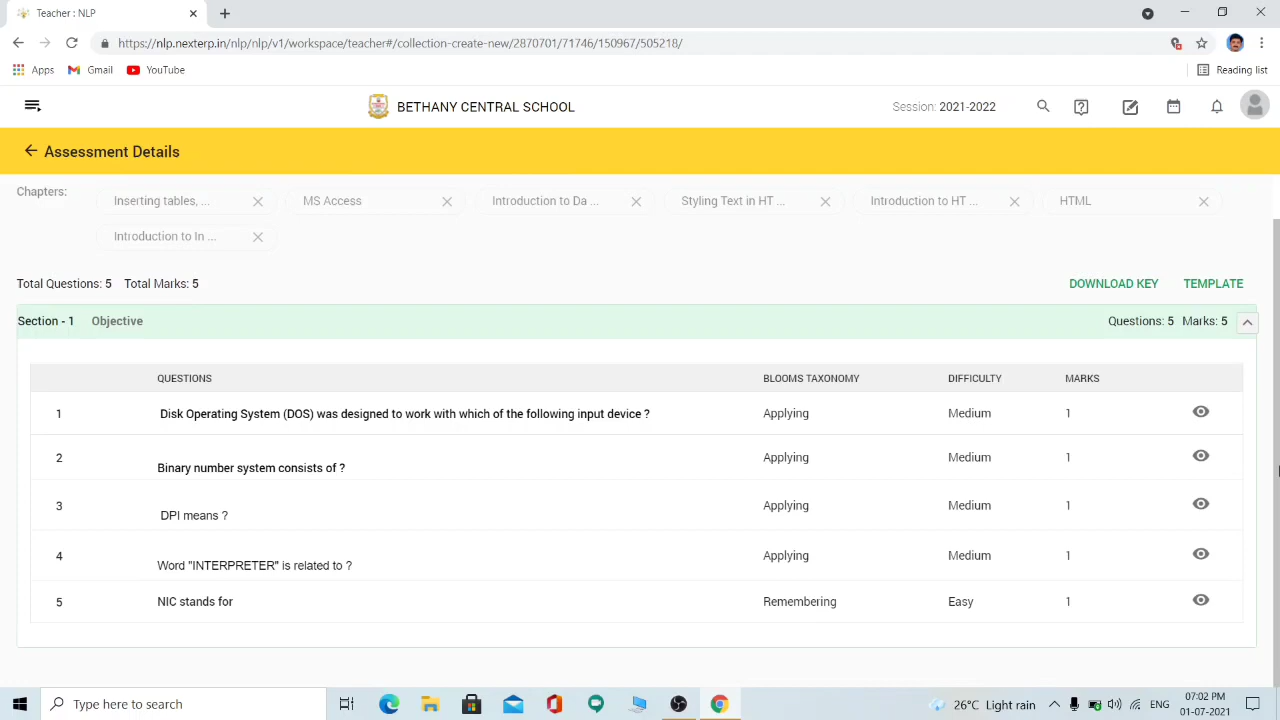 Teacher : NLP
https://nlp.nexterp.in/nlp/nlp/v1/workspace/teacher#/collection-create-new/2870701/71746/150967/505218/
Apps Gmail YouTube Reading list
BETHANY CENTRAL SCHOOL Session: 2021-2022
Assessment Details
Chapters: Inserting tables, ... MS Access Introduction to Da ... Styling Text in HT ... Introduction to HT ... HTML
Introduction to In ...
Total Questions: 5 Total Marks: 5 DOWNLOAD KEY TEMPLATE
Section - 1 Objective Questions: 5 Marks: 5
QUESTIONS BLOOMS TAXONOMY DIFFICULTY MARKS
1 Disk Operating System (DOS) was designed to work with which of the following input device ? Applying Medium 1
2 Binary number system consists of ? Applying Medium 1
3 DPI means ? Applying Medium 1
4 Word "INTERPRETER" is related to ? Applying Medium 1
5 NIC stands for Remembering Easy 1
Type here to search 26°C Light rain ENG 07:02 PM
01-07-2021